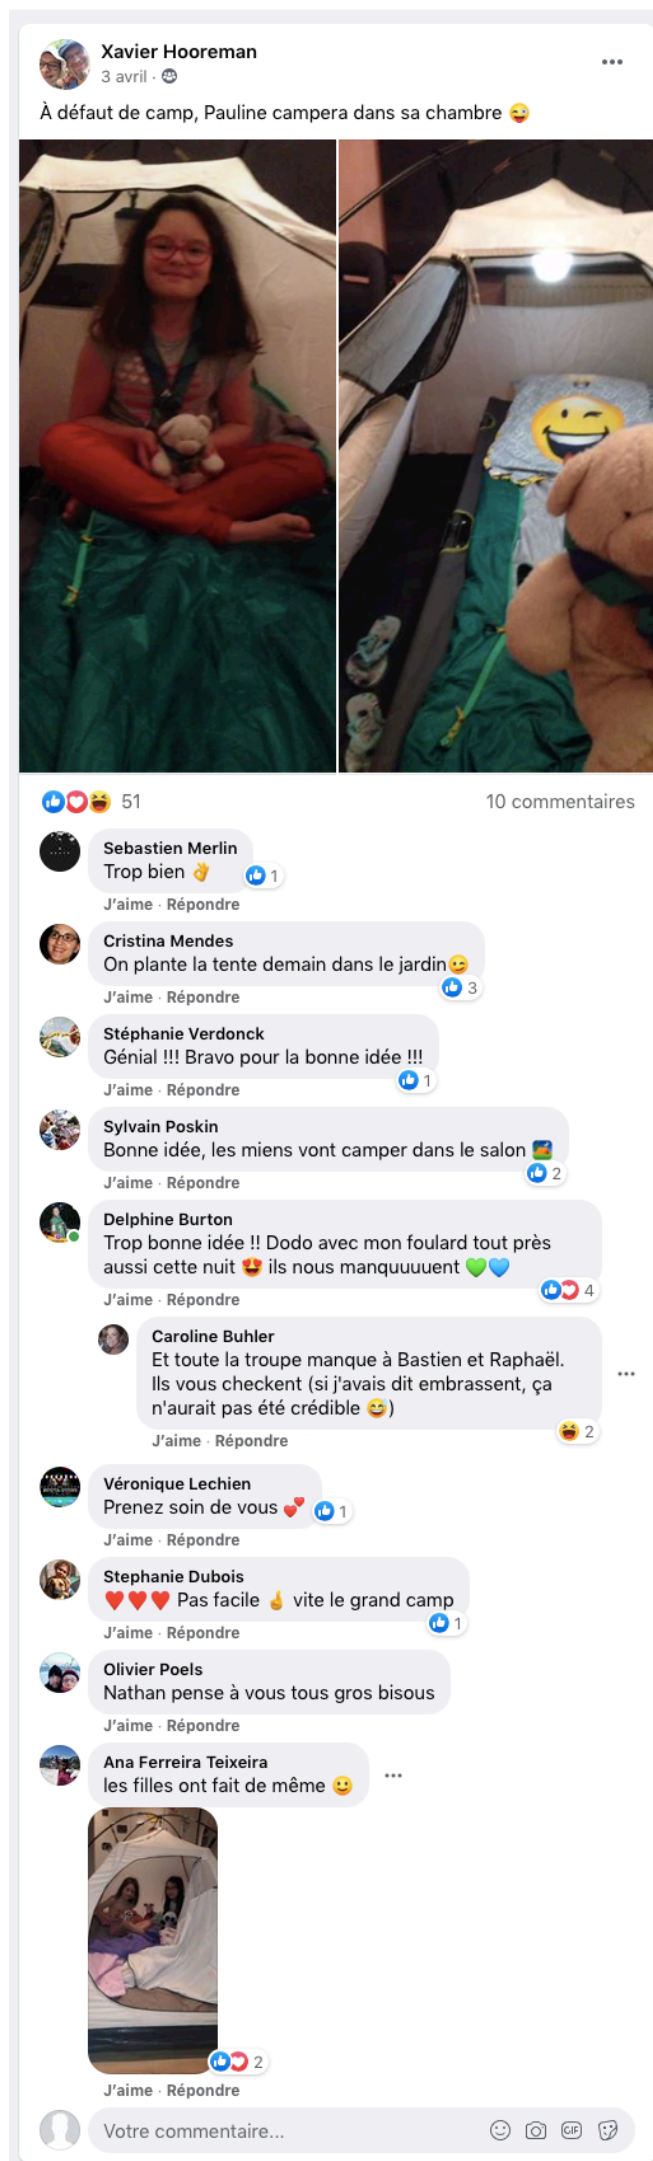 Xavier Hooreman
3 avril ·
À défaut de camp, Pauline campera dans sa chambre 😜
51
10 commentaires
Sebastien Merlin
Trop bien 👌
1
J'aime · Répondre
Cristina Mendes
On plante la tente demain dans le jardin😉
3
J'aime · Répondre
Stéphanie Verdonck
Génial !!! Bravo pour la bonne idée !!!
1
J'aime · Répondre
Sylvain Poskin
Bonne idée, les miens vont camper dans le salon 🏕
2
J'aime · Répondre
Delphine Burton
Trop bonne idée !! Dodo avec mon foulard tout près
aussi cette nuit 😍 ils nous manquuuuent 💚💙
4
J'aime · Répondre
Caroline Buhler
Et toute la troupe manque à Bastien et Raphaël.
Ils vous checkent (si j'avais dit embrassent, ça
n'aurait pas été crédible 😅)
2
J'aime · Répondre
Véronique Lechien
Prenez soin de vous 💕
1
J'aime · Répondre
Stephanie Dubois
❤️❤️❤️ Pas facile 🤞 vite le grand camp
1
J'aime · Répondre
Olivier Poels
Nathan pense à vous tous gros bisous
J'aime · Répondre
Ana Ferreira Teixeira
les filles ont fait de même 🙂
2
J'aime · Répondre
Votre commentaire...
GIF